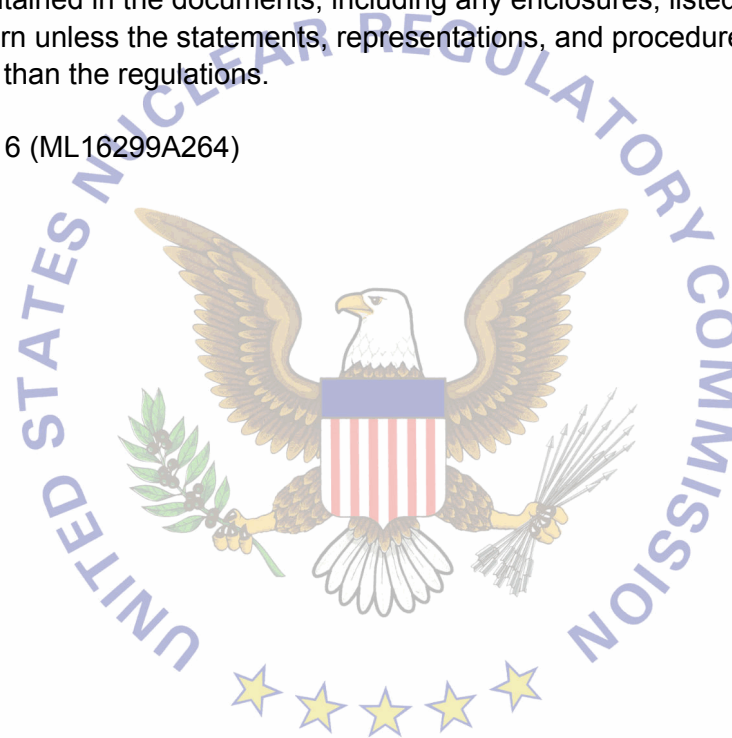 tained in the documents, including any enclosures, listed
rn unless the statements, representations, and procedure
than the regulations.
6 (ML16299A264)
UNITED STATES NUCLEAR REGULATORY COMMISSION